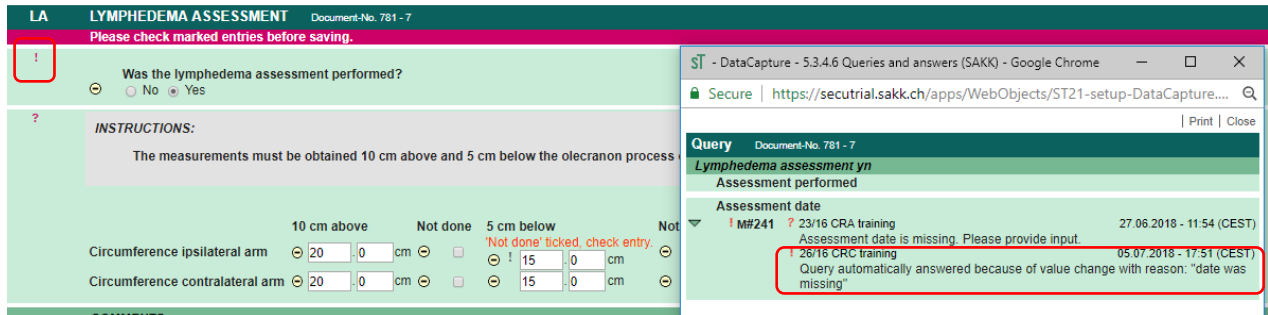 LA LYMPHEDEMA ASSESSMENT Document-No. 781 - 7
Please check marked entries before saving.
!
Was the lymphedema assessment performed?
No Yes
?
INSTRUCTIONS:
The measurements must be obtained 10 cm above and 5 cm below the olecranon process
10 cm above Not done 5 cm below Not
'Not done' ticked, check entry.
Circumference ipsilateral arm 20 .0 cm ! 15 .0 cm
Circumference contralateral arm 20 .0 cm 15 .0 cm
COMMENTS
sT - DataCapture - 5.3.4.6 Queries and answers (SAKK) - Google Chrome
Secure | https://secutrial.sakk.ch/apps/WebObjects/ST21-setup-DataCapture....
| Print | Close
Query Document-No. 781 - 7
Lymphedema assessment yn
Assessment performed
Assessment date
! M#241 ? 23/16 CRA training 27.06.2018 - 11:54 (CEST)
Assessment date is missing. Please provide input.
! 26/16 CRC training 05.07.2018 - 17:51 (CEST)
Query automatically answered because of value change with reason: "date was
missing"